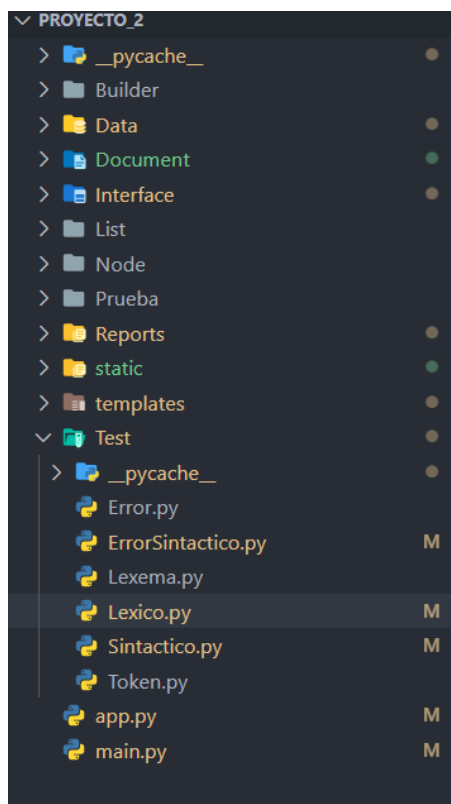 PROYECTO_2
__pycache__
Builder
Data
Document
Interface
List
Node
Prueba
Reports
static
templates
Test
__pycache__
Error.py
ErrorSintactico.py M
Lexema.py
Lexico.py M
Sintactico.py M
Token.py
app.py M
main.py M